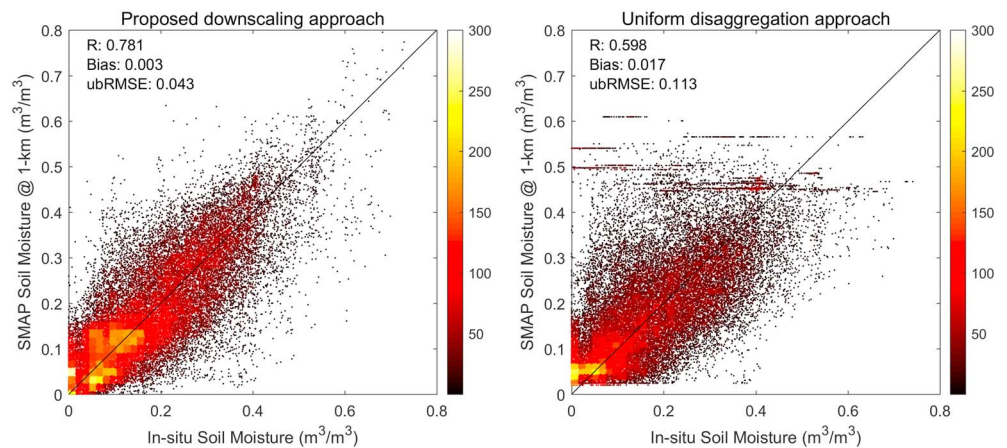 Proposed downscaling approach
R: 0.781
Bias: 0.003
ubRMSE: 0.043
SMAP Soil Moisture @ 1-km (m³/m³)
0.8
0.7
0.6
0.5
0.4
0.3
0.2
0.1
0
0 0.2 0.4 0.6 0.8
In-situ Soil Moisture (m³/m³)
300
250
200
150
100
50
Uniform disaggregation approach
R: 0.598
Bias: 0.017
ubRMSE: 0.113
SMAP Soil Moisture @ 1-km (m³/m³)
0.8
0.7
0.6
0.5
0.4
0.3
0.2
0.1
0
0 0.2 0.4 0.6 0.8
In-situ Soil Moisture (m³/m³)
300
250
200
150
100
50